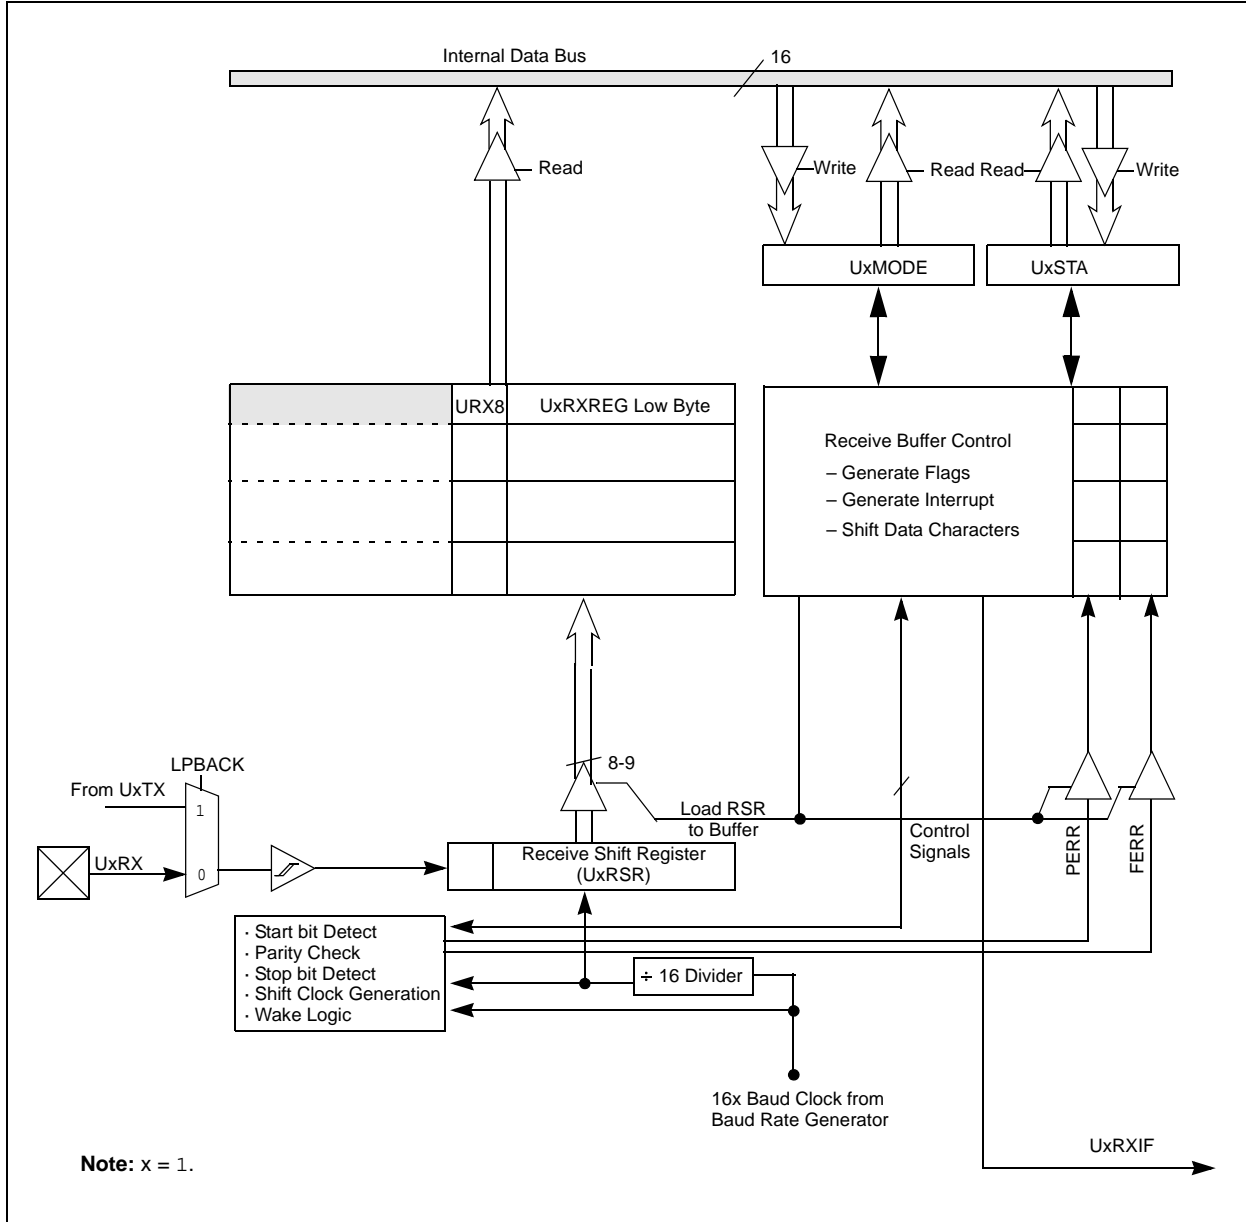 Internal Data Bus
16
Read
Write
Read Read
Write
UxMODE
UxSTA
URX8
UxRXREG Low Byte
Receive Buffer Control
– Generate Flags
– Generate Interrupt
– Shift Data Characters
LPBACK
From UxTX
1
UxRX
0
8-9
Load RSR
to Buffer
Control
Signals
PERR
FERR
Receive Shift Register
(UxRSR)
· Start bit Detect
· Parity Check
· Stop bit Detect
· Shift Clock Generation
· Wake Logic
÷ 16 Divider
16x Baud Clock from
Baud Rate Generator
UxRXIF
Note: x = 1.